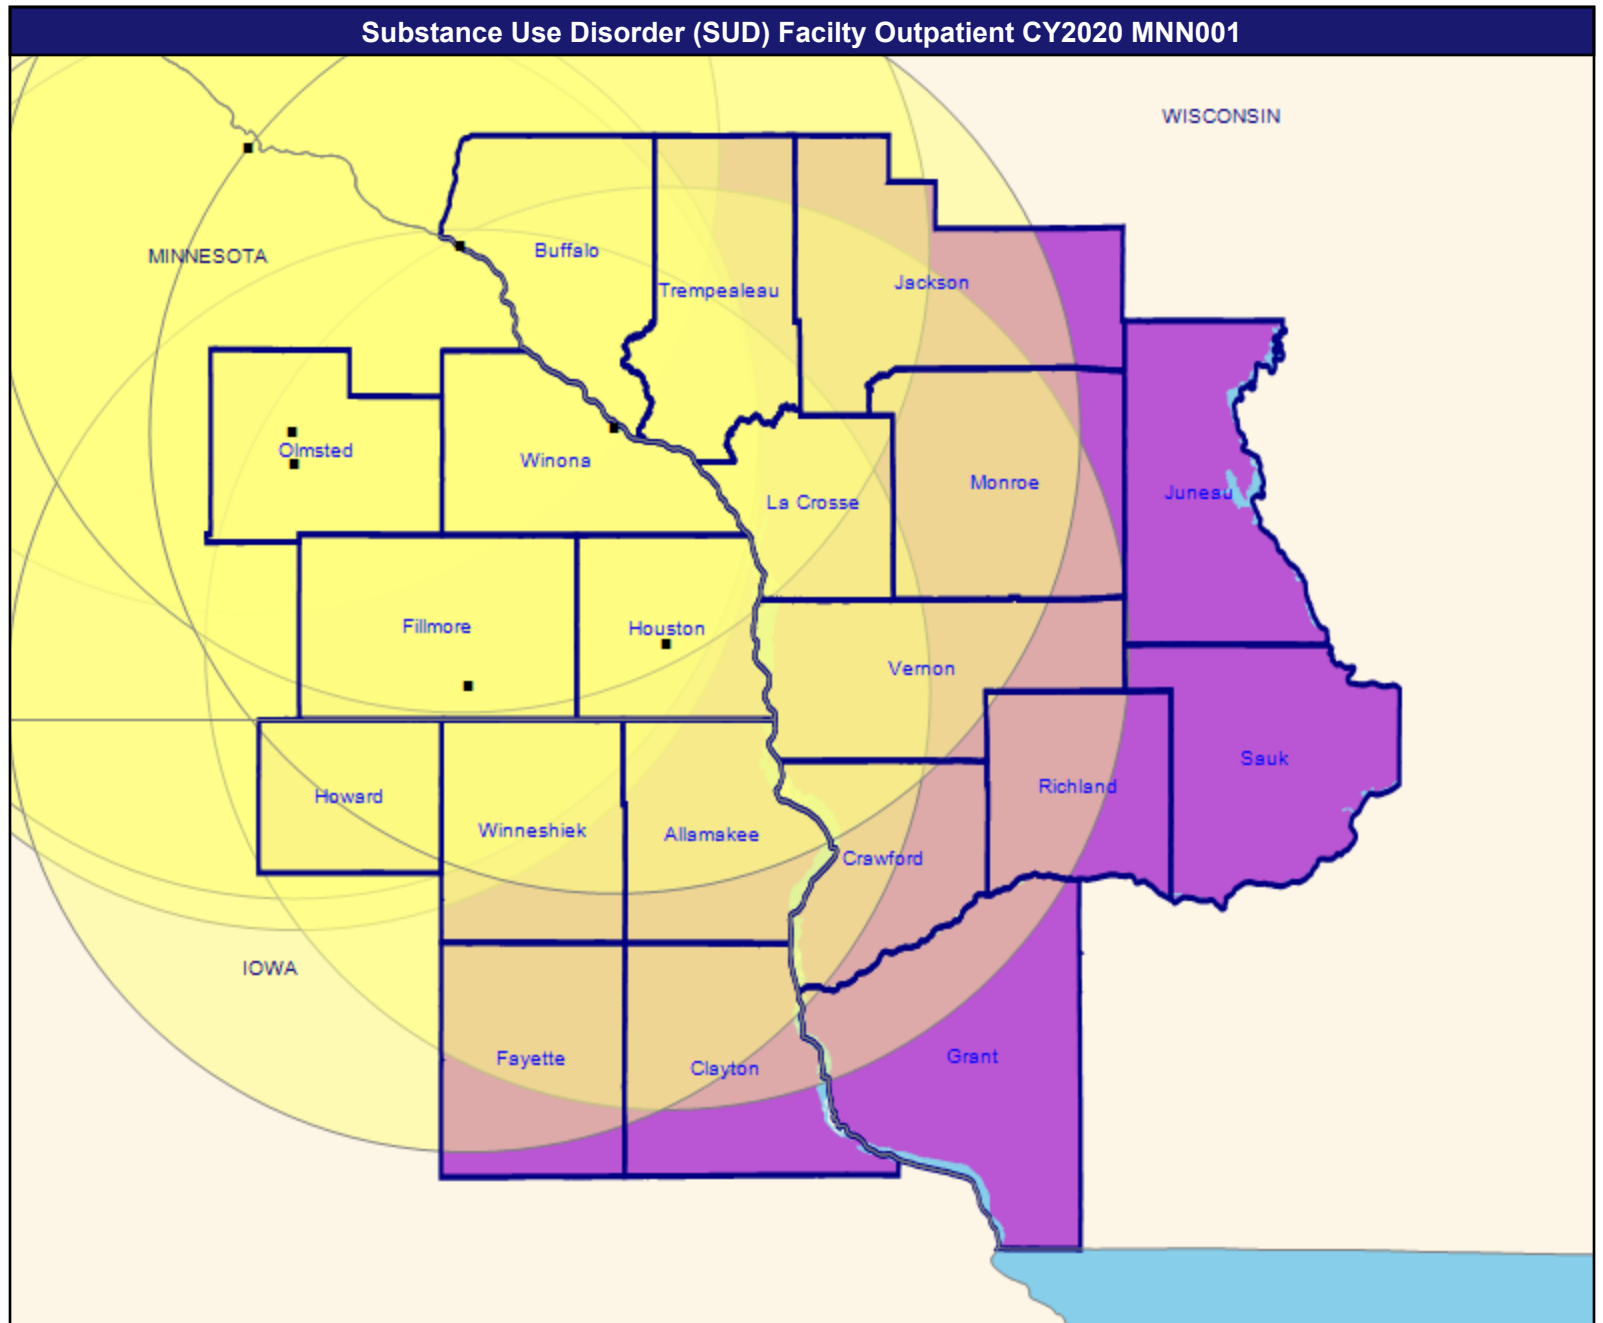 Substance Use Disorder (SUD) Facilty Outpatient CY2020 MNN001
WISCONSIN
MINNESOTA
Buffalo
Trempealeau
Jackson
Olmsted
Winona
La Crosse
Monroe
Juneau
Fillmore
Houston
Vernon
Howard
Winneshiek
Allamakee
Crawford
Richland
Sauk
IOWA
Fayette
Clayton
Grant